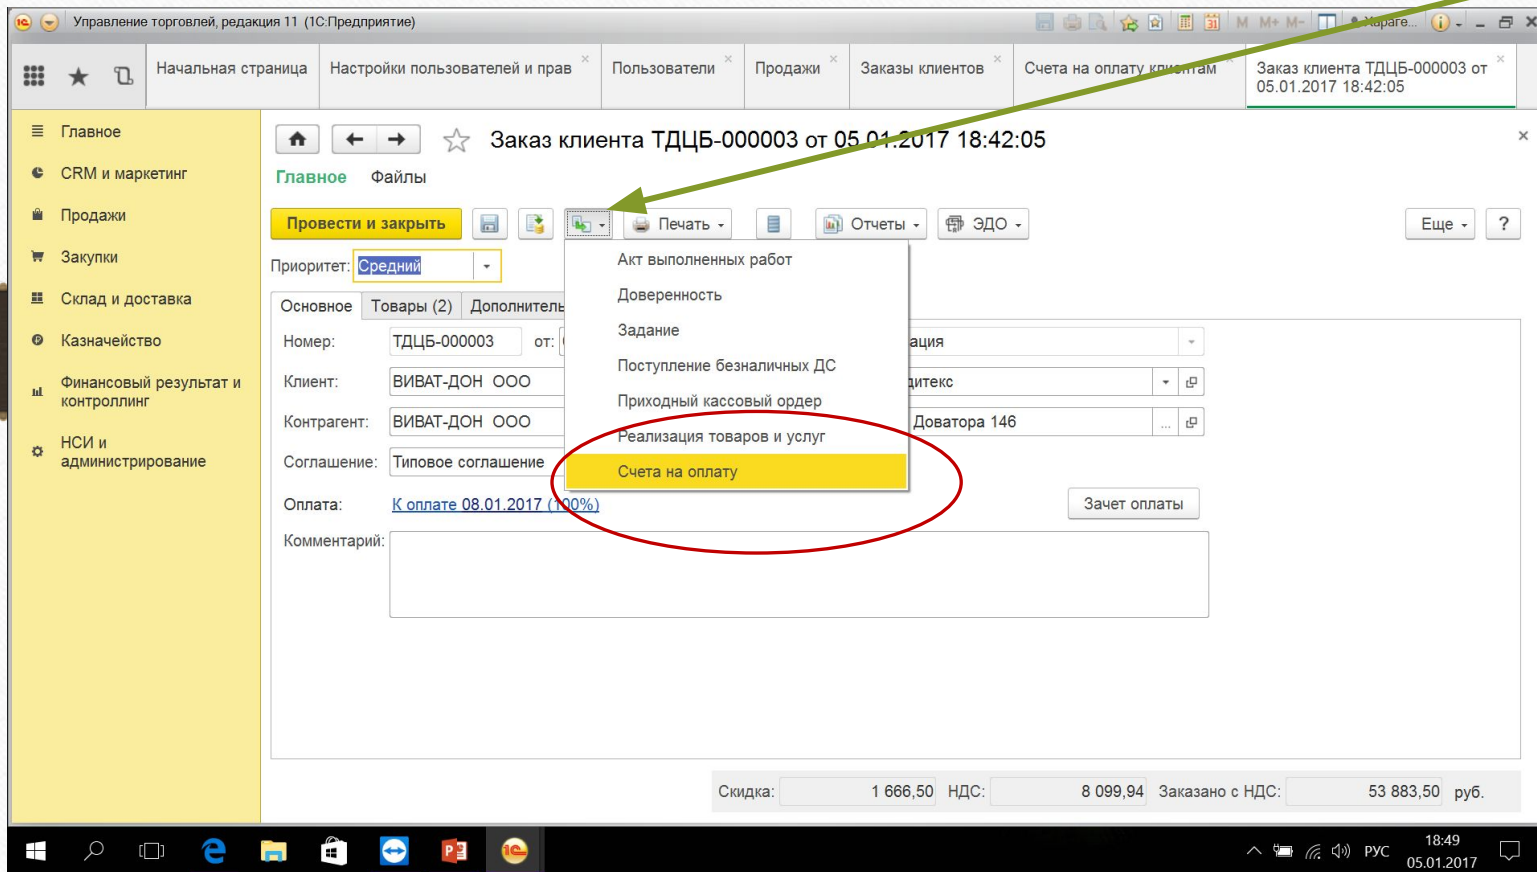 Управление торговлей, редакция 11 (1С:Предприятие)
M M+ M-
Начальная страница
Настройки пользователей и прав
Пользователи
Продажи
Заказы клиентов
Счета на оплату клиентам
Заказ клиента ТДЦБ-000003 от
05.01.2017 18:42:05
Главное
CRM и маркетинг
Продажи
Закупки
Склад и доставка
Казначейство
Финансовый результат и
контроллинг
НСИ и
администрирование
Заказ клиента ТДЦБ-000003 от 05.01.2017 18:42:05
Главное Файлы
Провести и закрыть Печать Отчеты ЭДО Еще ?
Приоритет: Средний
Основное Товары (2)
Номер: ТДЦБ-000003 от:
Клиент: ВИВАТ-ДОН ООО
Контрагент: ВИВАТ-ДОН ООО Доватора 146
Соглашение: Типовое соглашение
Оплата: К оплате 08.01.2017 (100%) Зачет оплаты
Комментарий:
Акт выполненных работ
Доверенность
Задание
Поступление безналичных ДС
Приходный кассовый ордер
Реализация товаров и услуг
Счета на оплату
Скидка: 1 666,50 НДС: 8 099,94 Заказано с НДС: 53 883,50 руб.
РУС
18:49
05.01.2017